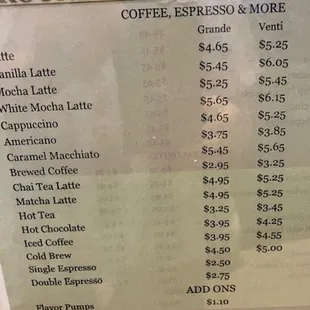 COFFEE, ESPRESSO & MORE
Grande Venti
tte $4.65 $5.25
anilla Latte $5.45 $6.05
Mocha Latte $5.25 $5.45
White Mocha Latte $5.65 $6.15
Cappuccino $4.65 $5.25
Americano $3.75 $3.85
Caramel Macchiato $5.45 $5.65
Brewed Coffee $2.95 $3.25
Chai Tea Latte $4.95 $5.25
Matcha Latte $4.95 $5.25
Hot Tea $3.25 $3.45
Hot Chocolate $3.95 $4.25
Iced Coffee $3.95 $4.55
Cold Brew $4.50 $5.00
Single Espresso $2.50
Double Espresso $2.75
ADD ONS
Flavor Pumps $1.10